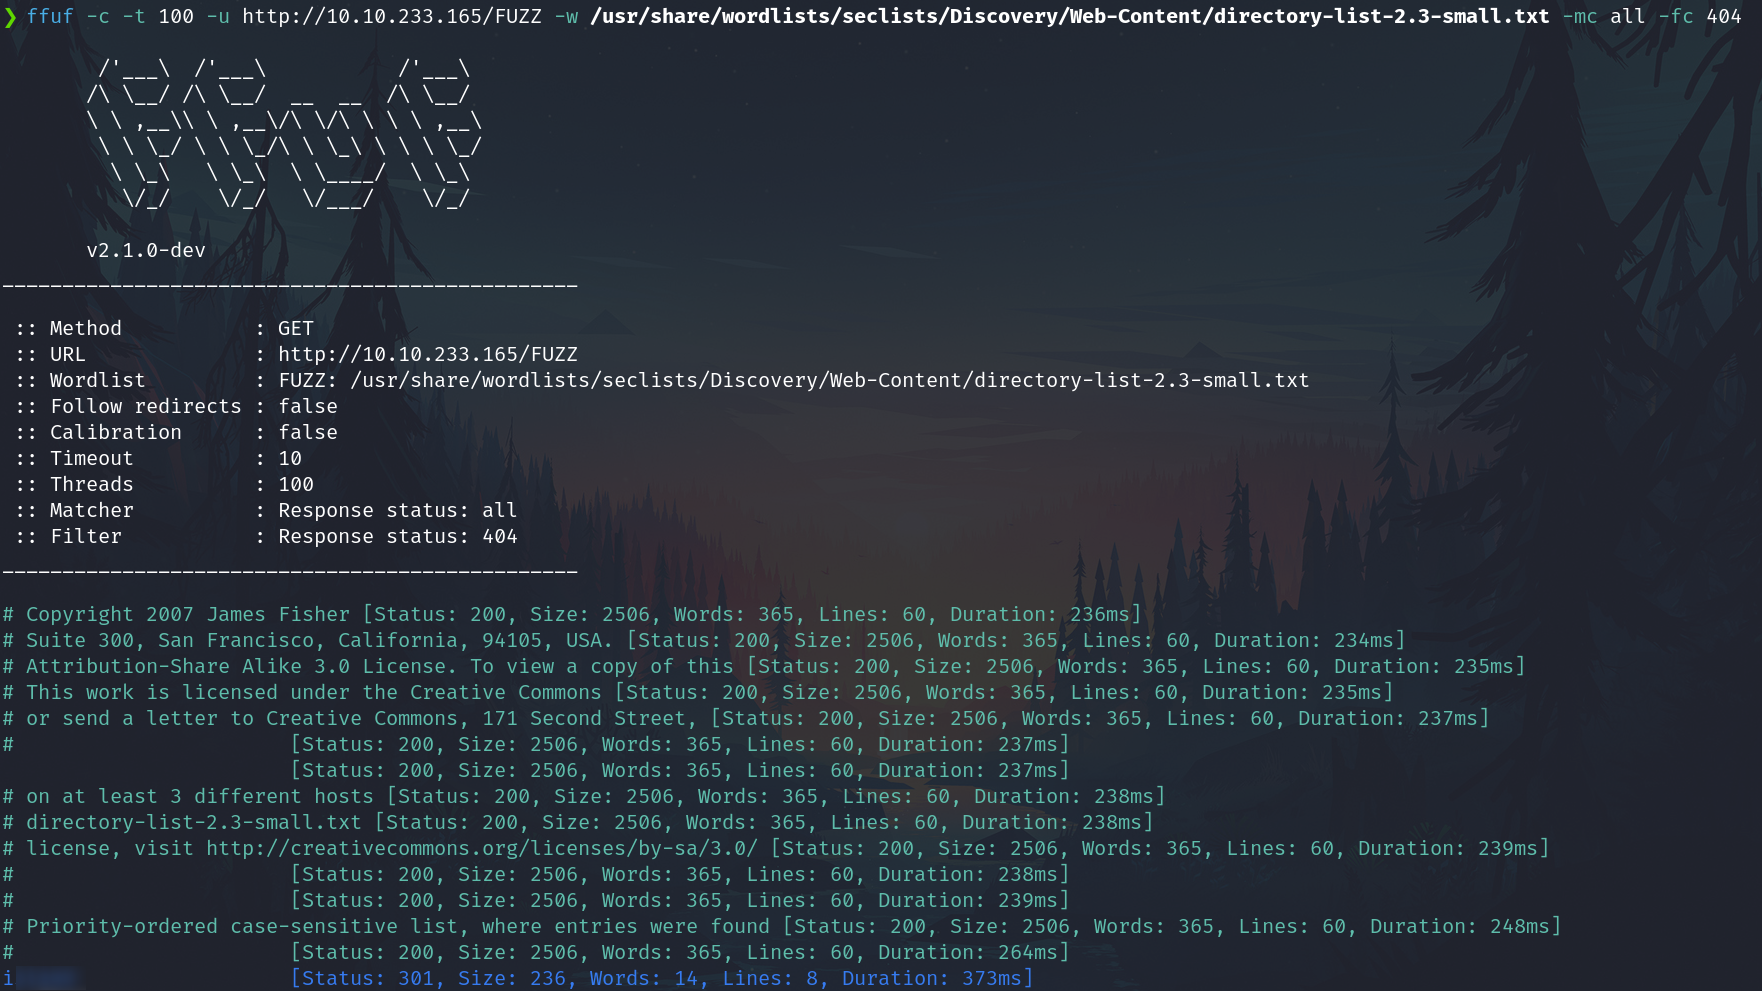 ❯ ffuf -c -t 100 -u http://10.10.233.165/FUZZ -w /usr/share/wordlists/seclists/Discovery/Web-Content/directory-list-2.3-small.txt -mc all -fc 404
        /'___\  /'___\           /'___\
       /\ \__/ /\ \__/  __  __  /\ \__/
       \ \ ,__\\ \ ,__\/\ \/\ \ \ \ ,__\
        \ \ \_/ \ \ \_/\ \ \_\ \ \ \ \_/
         \ \_\   \ \_\  \ \____/  \ \_\
          \/_/    \/_/   \/___/    \/_/
v2.1.0-dev
________________________________________________
:: Method           : GET
:: URL              : http://10.10.233.165/FUZZ
:: Wordlist         : FUZZ: /usr/share/wordlists/seclists/Discovery/Web-Content/directory-list-2.3-small.txt
:: Follow redirects : false
:: Calibration      : false
:: Timeout          : 10
:: Threads          : 100
:: Matcher          : Response status: all
:: Filter           : Response status: 404
________________________________________________
# Copyright 2007 James Fisher [Status: 200, Size: 2506, Words: 365, Lines: 60, Duration: 236ms]
# Suite 300, San Francisco, California, 94105, USA. [Status: 200, Size: 2506, Words: 365, Lines: 60, Duration: 234ms]
# Attribution-Share Alike 3.0 License. To view a copy of this [Status: 200, Size: 2506, Words: 365, Lines: 60, Duration: 235ms]
# This work is licensed under the Creative Commons [Status: 200, Size: 2506, Words: 365, Lines: 60, Duration: 235ms]
# or send a letter to Creative Commons, 171 Second Street, [Status: 200, Size: 2506, Words: 365, Lines: 60, Duration: 237ms]
#                       [Status: 200, Size: 2506, Words: 365, Lines: 60, Duration: 237ms]
                        [Status: 200, Size: 2506, Words: 365, Lines: 60, Duration: 237ms]
# on at least 3 different hosts [Status: 200, Size: 2506, Words: 365, Lines: 60, Duration: 238ms]
# directory-list-2.3-small.txt [Status: 200, Size: 2506, Words: 365, Lines: 60, Duration: 238ms]
# license, visit http://creativecommons.org/licenses/by-sa/3.0/ [Status: 200, Size: 2506, Words: 365, Lines: 60, Duration: 239ms]
#                       [Status: 200, Size: 2506, Words: 365, Lines: 60, Duration: 238ms]
#                       [Status: 200, Size: 2506, Words: 365, Lines: 60, Duration: 239ms]
# Priority-ordered case-sensitive list, where entries were found [Status: 200, Size: 2506, Words: 365, Lines: 60, Duration: 248ms]
#                       [Status: 200, Size: 2506, Words: 365, Lines: 60, Duration: 264ms]
[Status: 301, Size: 236, Words: 14, Lines: 8, Duration: 373ms]